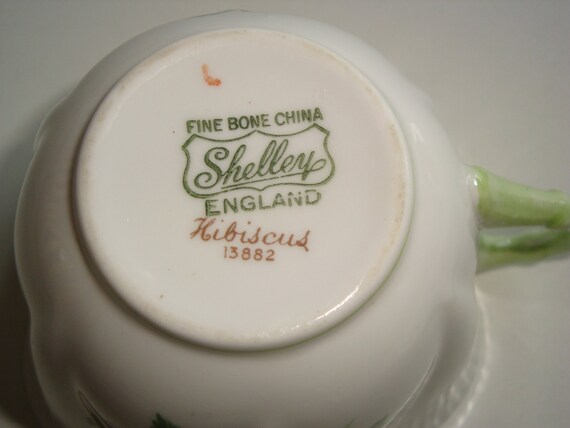 L
FINE BONE CHINA
Shelley
ENGLAND
Hibiscus
13882